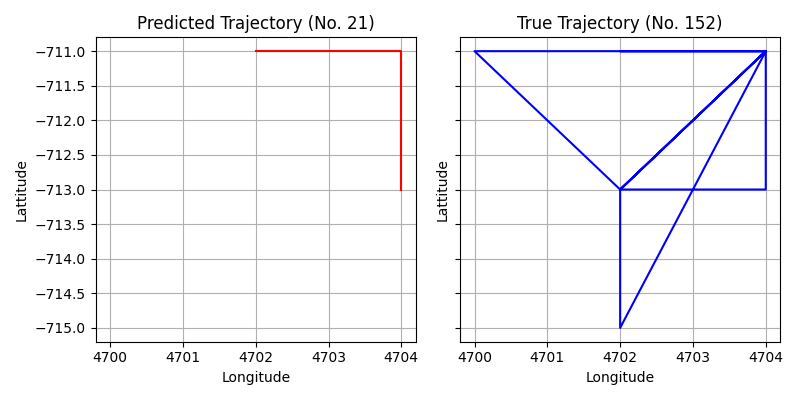 Predicted Trajectory (No. 21)
True Trajectory (No. 152)
Lattitude
−711.0
−711.5
−712.0
−712.5
−713.0
−713.5
−714.0
−714.5
−715.0
4700 4701 4702 4703 4704
Longitude
Lattitude
4700 4701 4702 4703 4704
Longitude